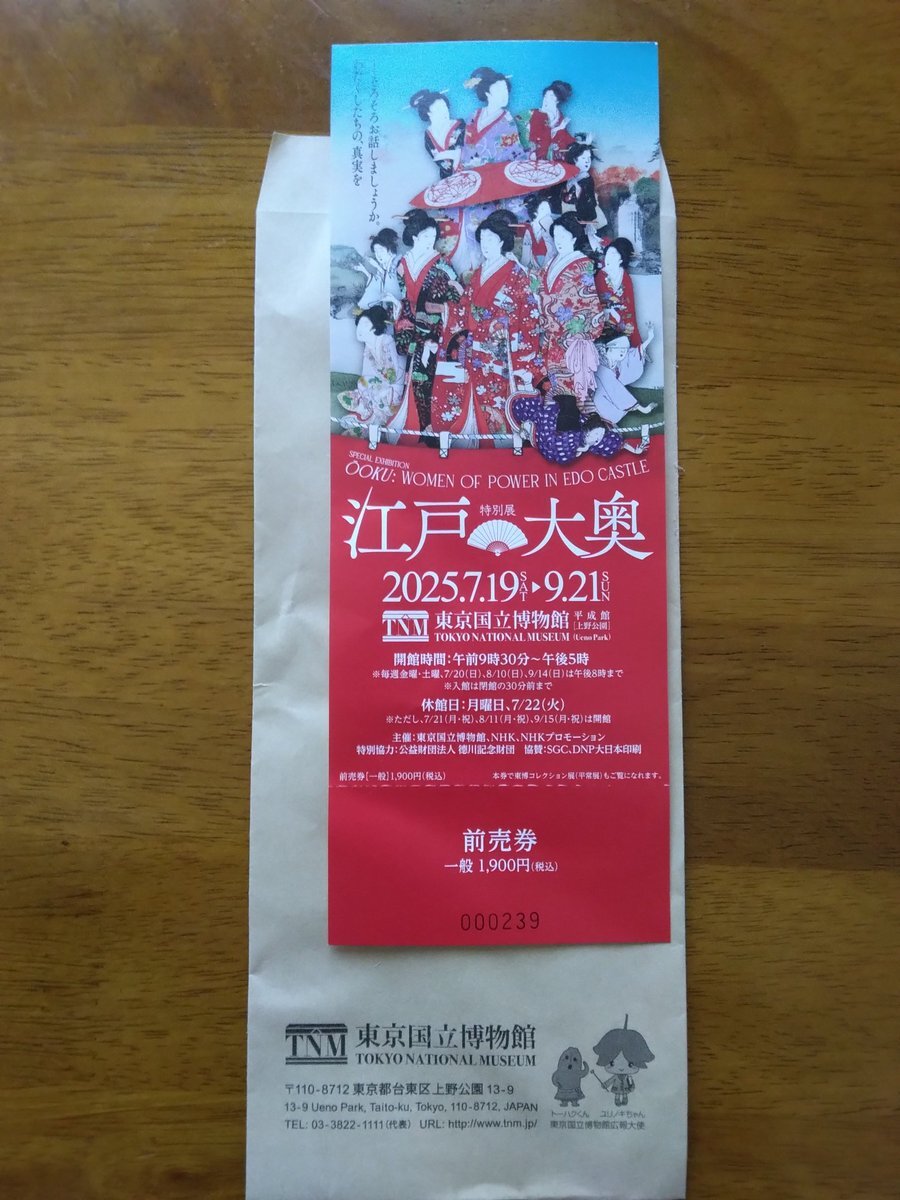 ―そろそろお話しましょうか。
わたくしたちの、真実を
SPECIAL EXHIBITION
ŌOKU: WOMEN OF POWER IN EDO CASTLE
特別展
江戸大奥
2025.7.19SAT▶9.21SUN
TNM 東京国立博物館 平成館[上野公園]
TOKYO NATIONAL MUSEUM (Ueno Park)
開館時間:午前9時30分~午後5時
※毎週金曜・土曜、7/20(日)、8/10(日)、9/14(日)は午後8時まで
※入館は閉館の30分前まで
休館日:月曜日、7/22(火)
※ただし、7/21(月・祝)、8/11(月・祝)、9/15(月・祝)は開館
主催:東京国立博物館、NHK、NHKプロモーション
特別協力:公益財団法人 德川記念財団 協賛:SGC、DNP大日本印刷
前売券[一般]1,900円(税込) 本券で東博コレクション展(平常展)もご覧になれます。
前売券
一般 1,900円(税込)
000239
TNM 東京国立博物館
TOKYO NATIONAL MUSEUM
〒110-8712 東京都台東区上野公園 13-9
13-9 Ueno Park, Taito-ku, Tokyo, 110-8712, JAPAN
TEL: 03-3822-1111(代表) URL: http://www.tnm.jp/
トーハクくん ユリノキちゃん
東京国立博物館広報大使